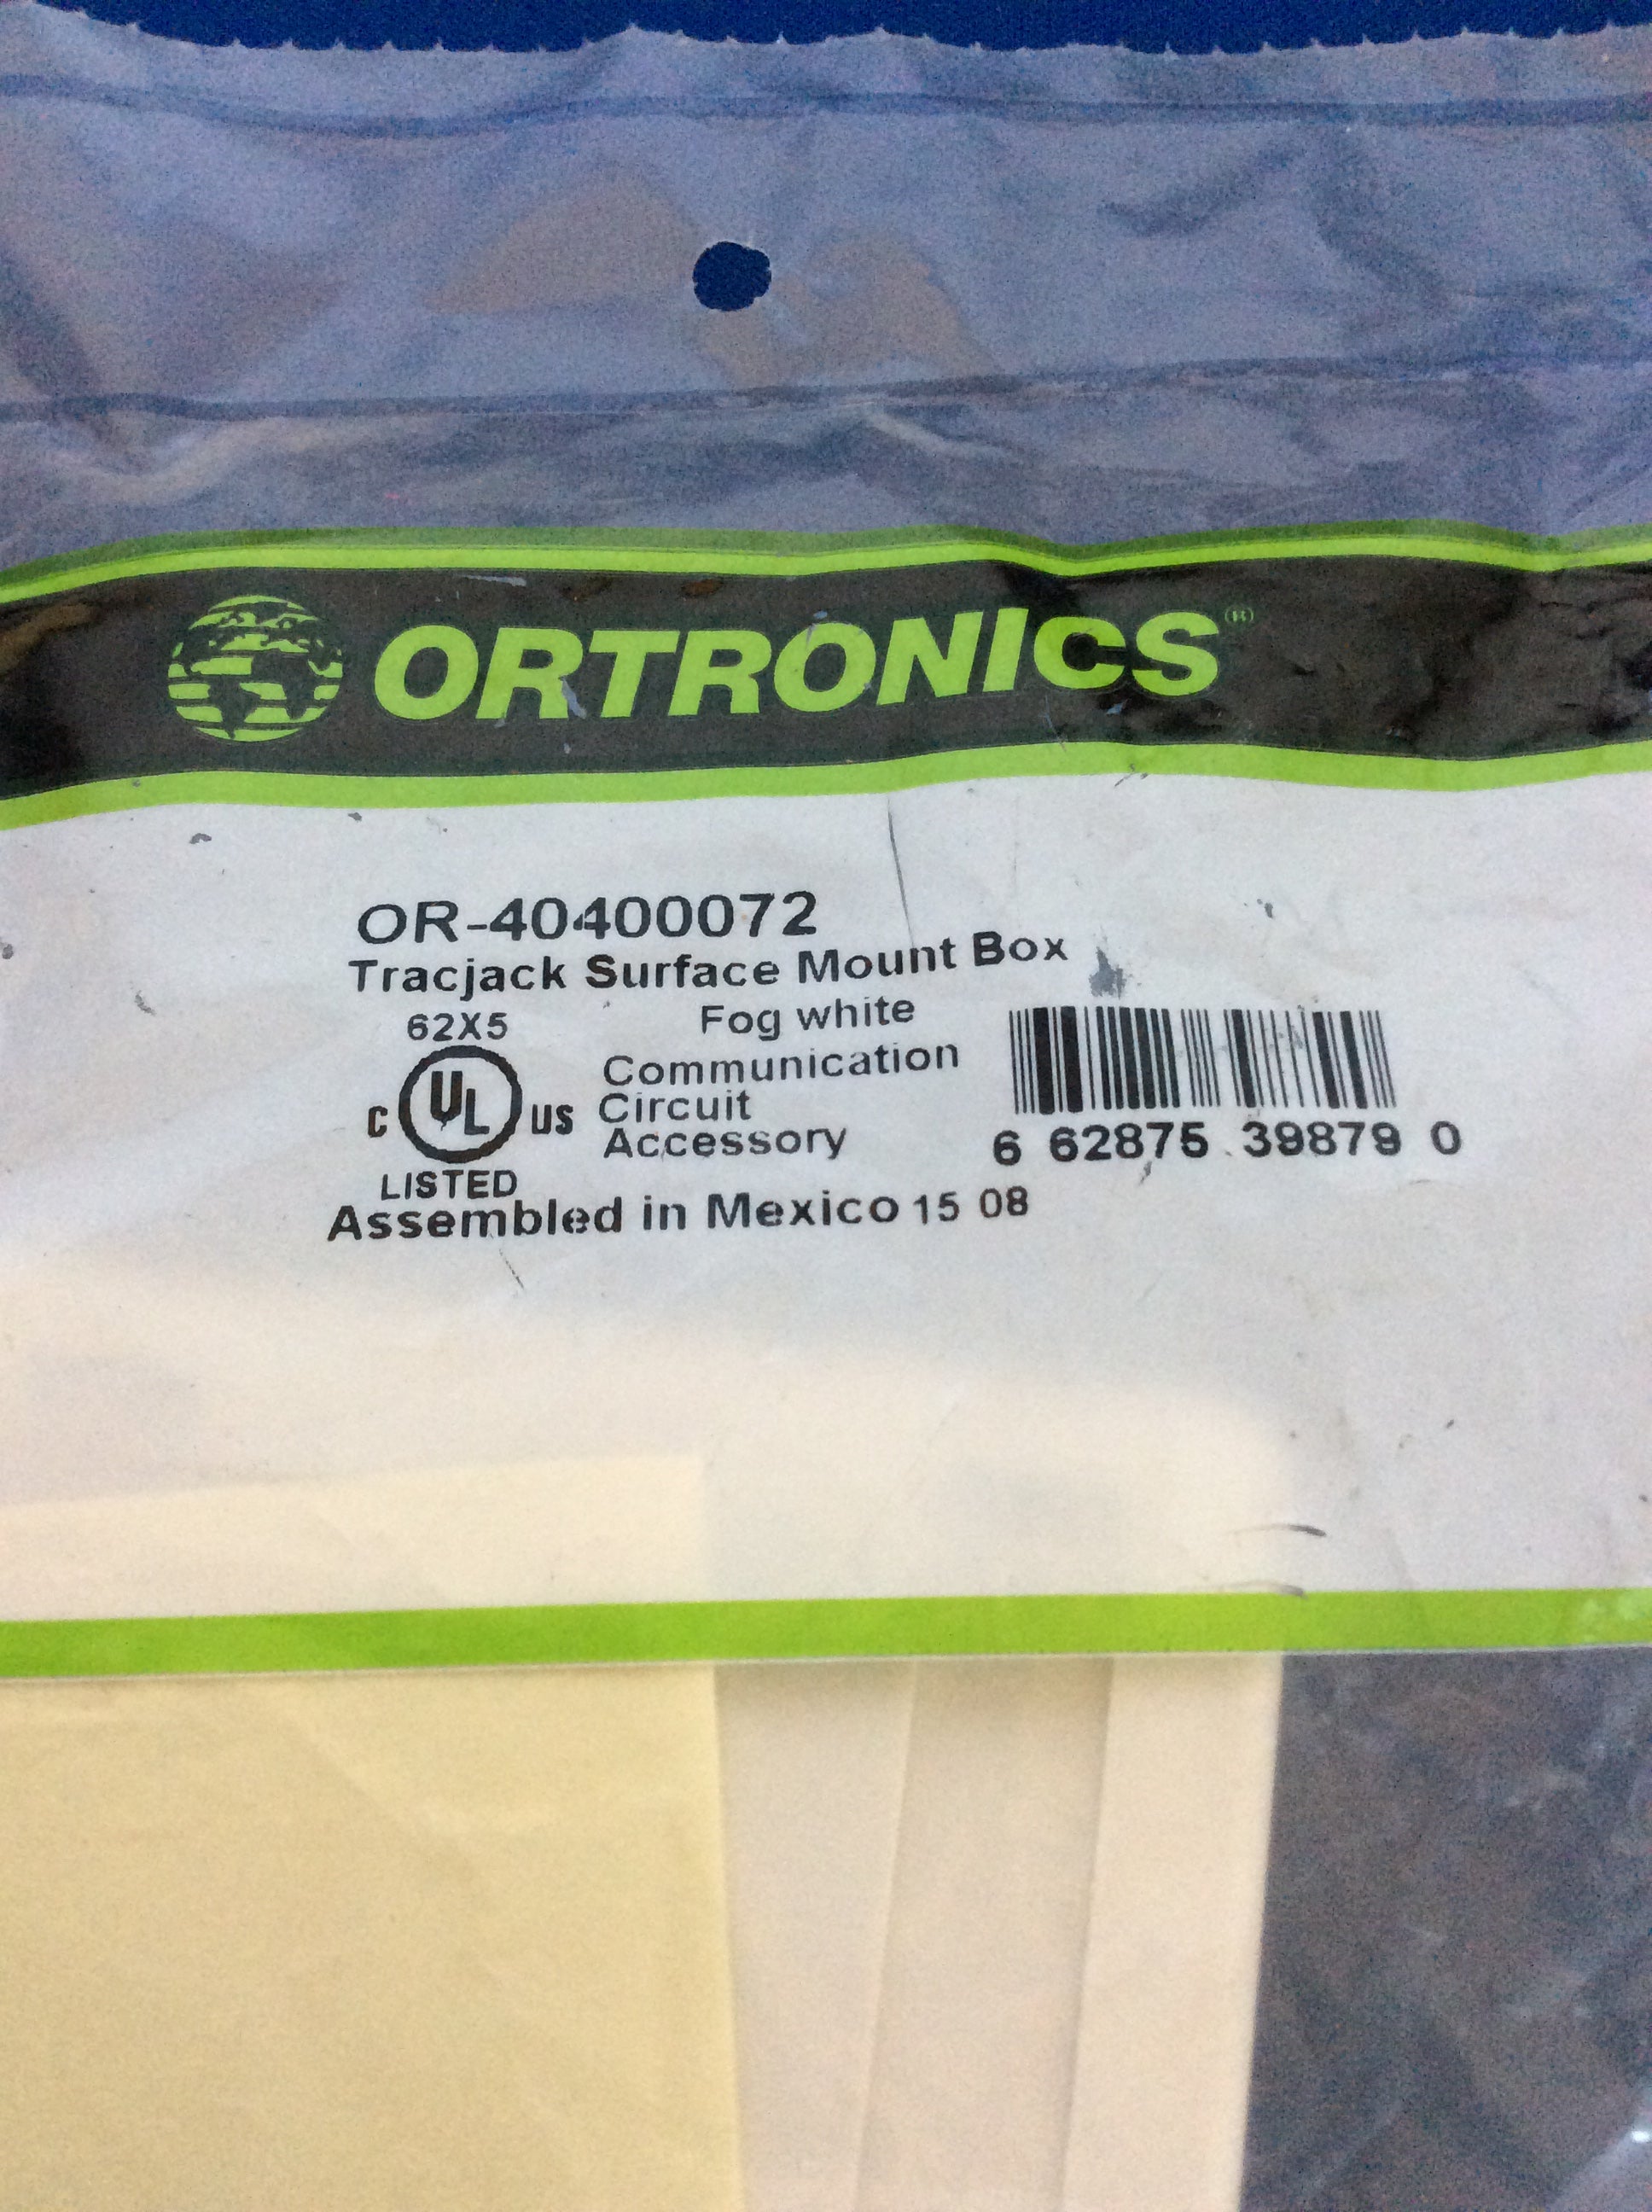 ORTRONICS®
OR-40400072
Tracjack Surface Mount Box
62X5 Fog white
Communication
C UL US Circuit
Accessory
LISTED
6 62875 39879 0
Assembled in Mexico 15 08